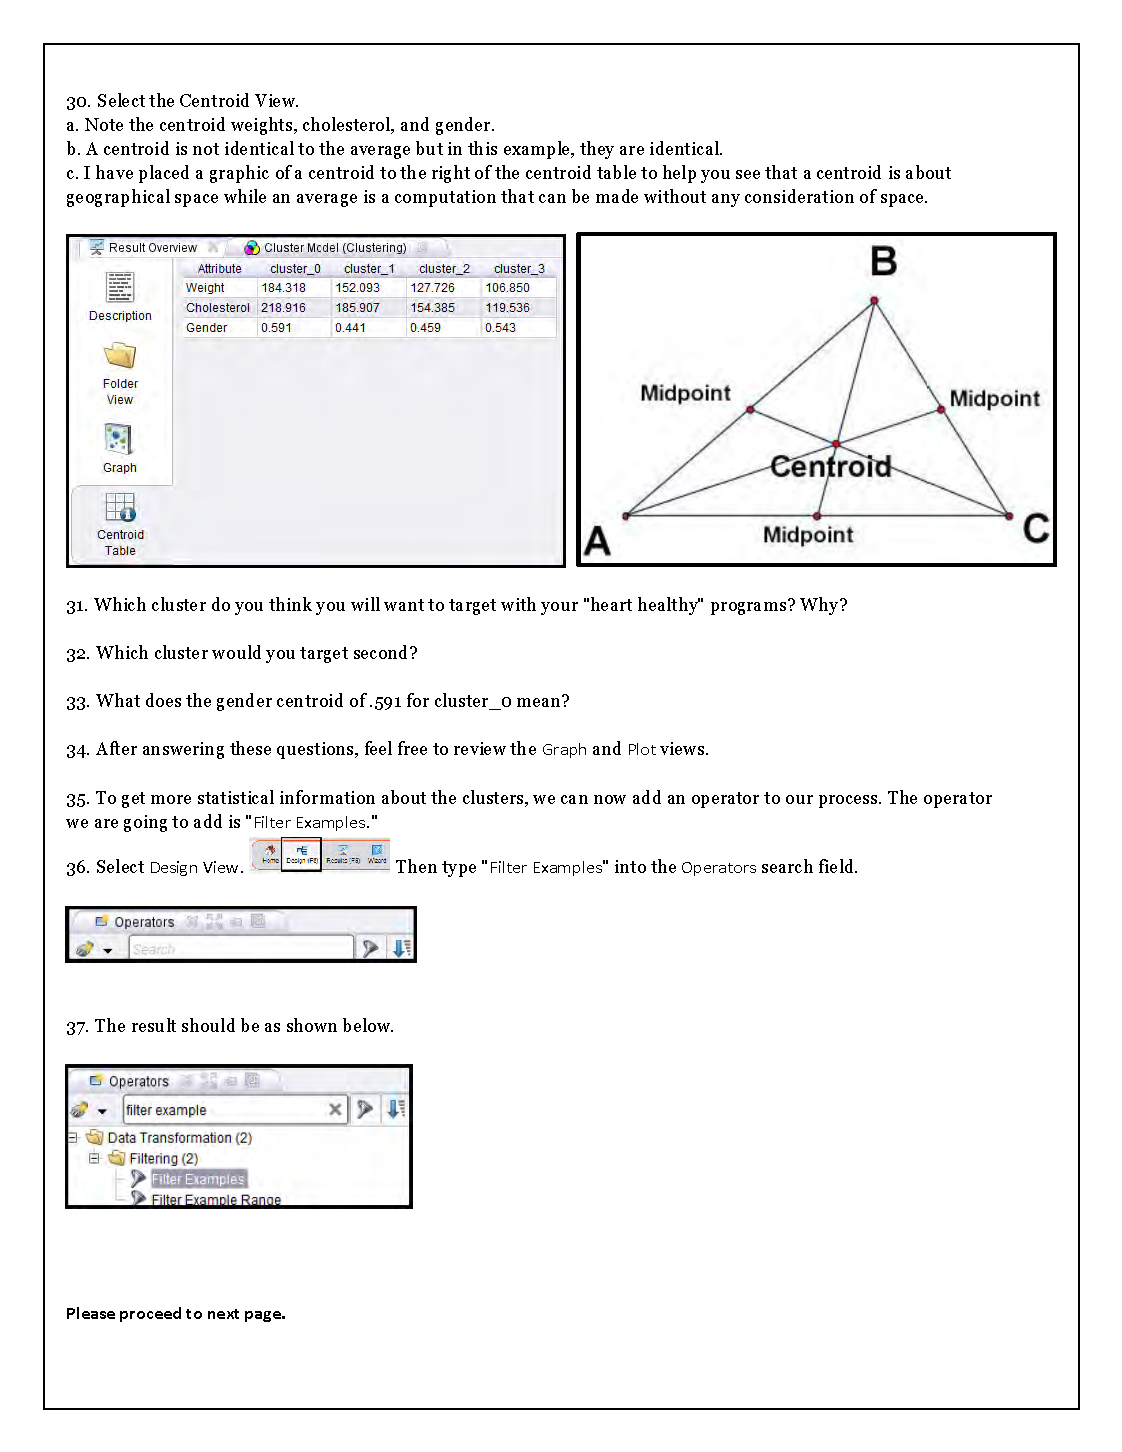 30. Select the Centroid View.
a. Note the centroid weights, cholesterol, and gender.
b. A centroid is not identical to the average but in this example, they are identical.
c. I have placed a graphic of a centroid to the right of the centroid table to help you see that a centroid is about
geographical space while an average is a computation that can be made without any consideration of space.
Result Overview
Cluster Model (Clustering)
Description
Folder
View
Graph
Centroid
Table
Attribute cluster_0 cluster_1 cluster_2 cluster_3
Weight 184.318 152.093 127.726 106.850
Cholesterol 218.916 185.907 154.385 119.536
Gender 0.591 0.441 0.459 0.543
B
Midpoint
Midpoint
Centroid
A
Midpoint
C
31. Which cluster do you think you will want to target with your "heart healthy" programs? Why?
32. Which cluster would you target second?
33. What does the gender centroid of .591 for cluster_0 mean?
34. After answering these questions, feel free to review the Graph and Plot views.
35. To get more statistical information about the clusters, we can now add an operator to our process. The operator
we are going to add is "Filter Examples."
36. Select Design View. Home Design (F8) Results (F9) Wizard Then type "Filter Examples" into the Operators search field.
Operators
Search
37. The result should be as shown below.
Operators
filter example
Data Transformation (2)
Filtering (2)
Filter Examples
Filter Example Range
Please proceed to next page.